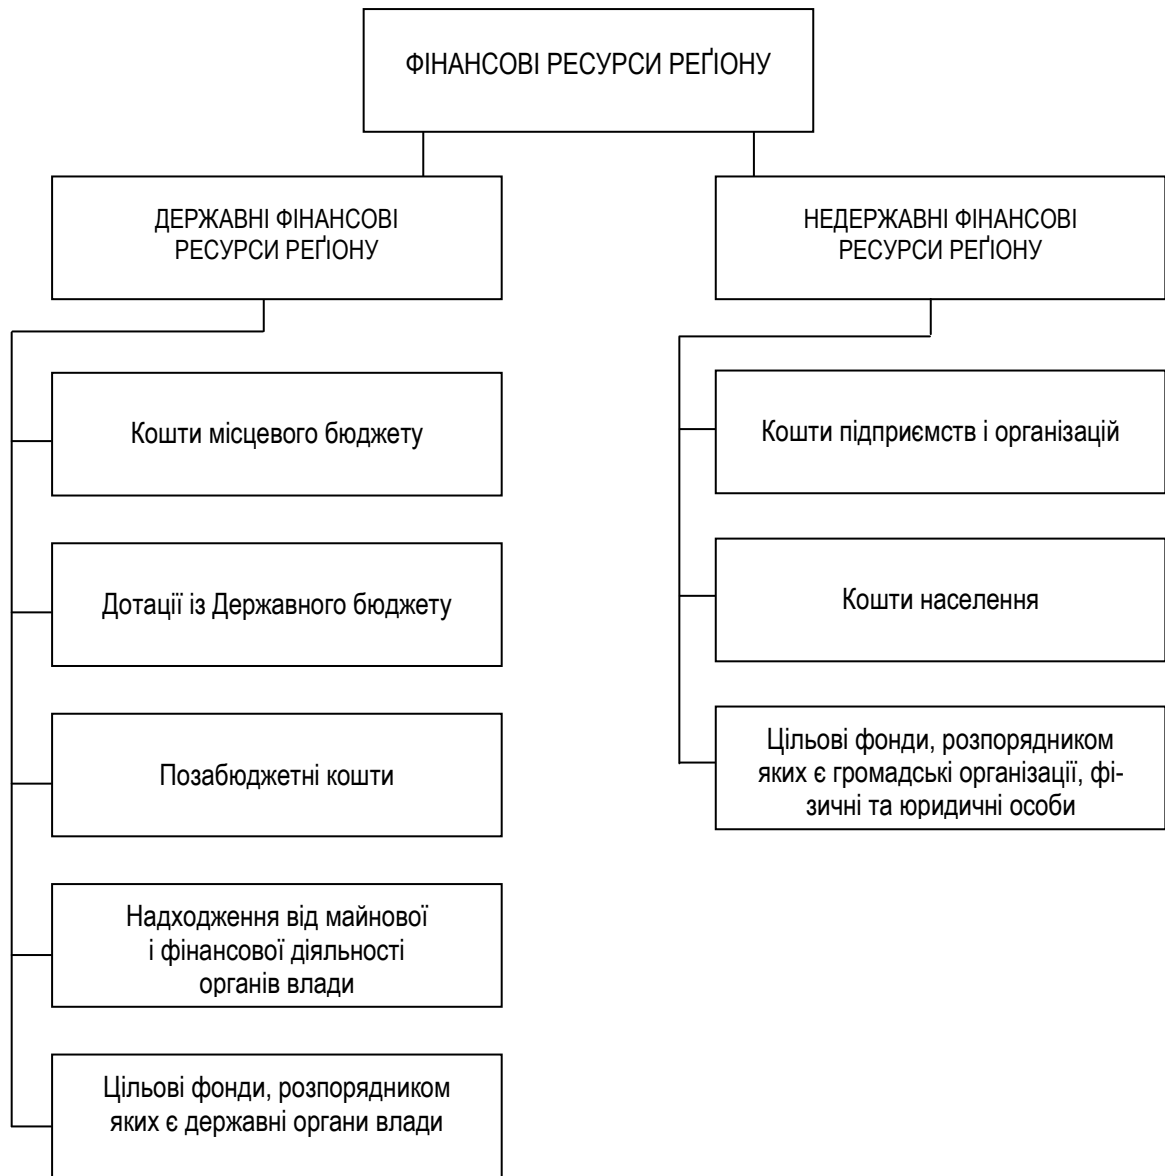 ФІНАНСОВІ РЕСУРСИ РЕҐІОНУ
ДЕРЖАВНІ ФІНАНСОВІ
РЕСУРСИ РЕҐІОНУ
Кошти місцевого бюджету
Дотації із Державного бюджету
Позабюджетні кошти
Надходження від майнової
і фінансової діяльності
органів влади
Цільові фонди, розпорядником
яких є державні органи влади
НЕДЕРЖАВНІ ФІНАНСОВІ
РЕСУРСИ РЕҐІОНУ
Кошти підприємств і організацій
Кошти населення
Цільові фонди, розпорядником
яких є громадські організації, фі-
зичні та юридичні особи